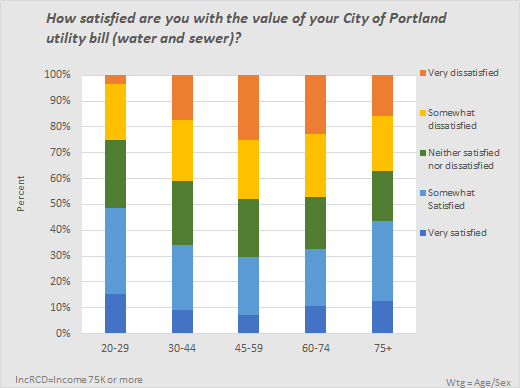 How satisfied are you with the value of your City of Portland
utility bill (water and sewer)?
100%
90%
80%
70%
60%
50%
40%
30%
20%
10%
0%
Percent
20-29
30-44
45-59
60-74
75+
Very dissatisfied
Somewhat
dissatisfied
Neither satisfied
nor dissatisfied
Somewhat
Satisfied
Very satisfied
IncRCD=Income 75K or more
Wtg = Age/Sex